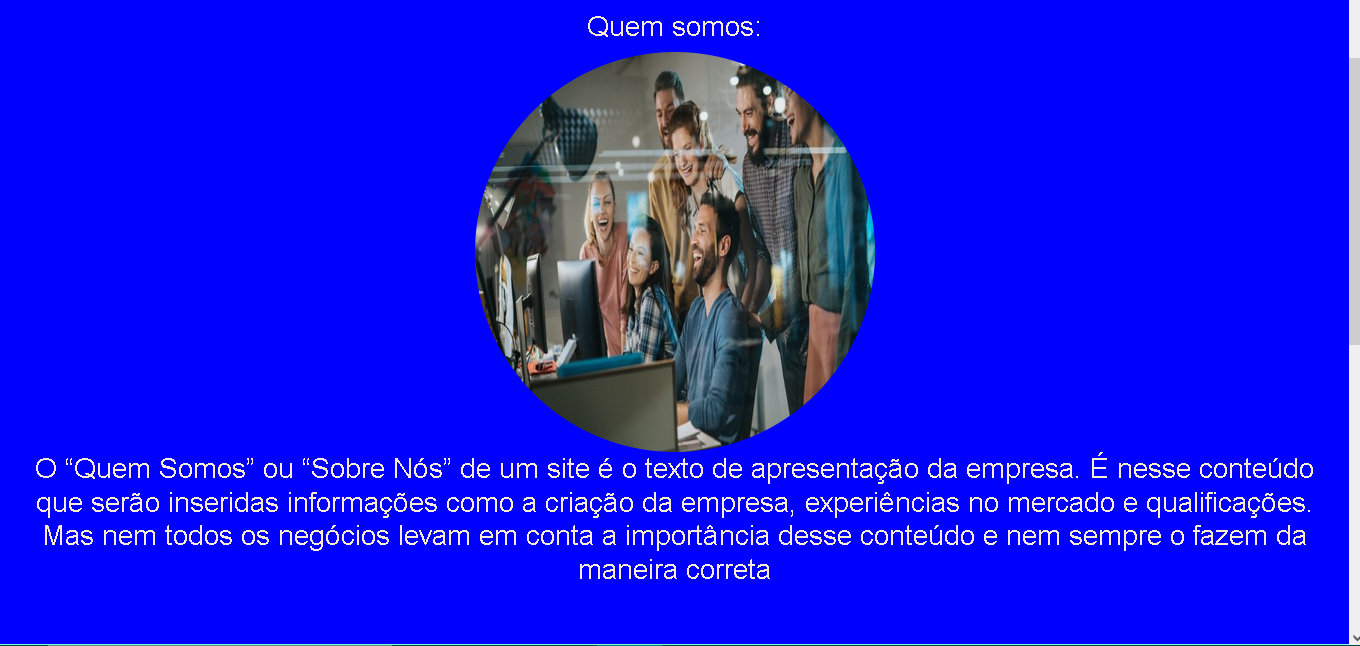 Quem somos:
O “Quem Somos” ou “Sobre Nós” de um site é o texto de apresentação da empresa. É nesse conteúdo
que serão inseridas informações como a criação da empresa, experiências no mercado e qualificações.
Mas nem todos os negócios levam em conta a importância desse conteúdo e nem sempre o fazem da
maneira correta